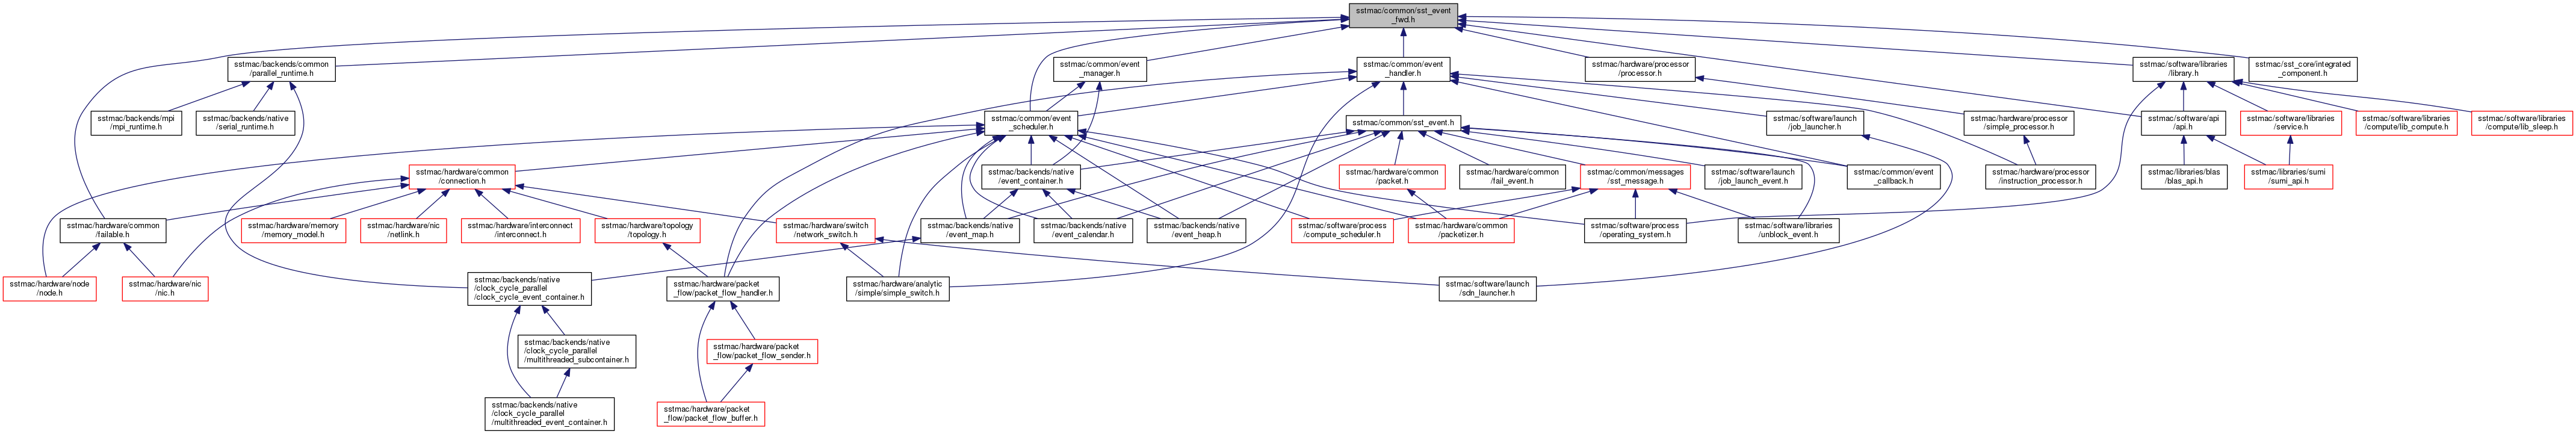 sstmac/common/sst_event
_fwd.h
sstmac/backends/common
/parallel_runtime.h
sstmac/common/event
_manager.h
sstmac/common/event
_handler.h
sstmac/hardware/processor
/processor.h
sstmac/software/libraries
/library.h
sstmac/sst_core/integrated
_component.h
sstmac/backends/mpi
/mpi_runtime.h
sstmac/backends/native
/serial_runtime.h
sstmac/common/event
_scheduler.h
sstmac/common/sst_event.h
sstmac/software/launch
/job_launcher.h
sstmac/hardware/processor
/simple_processor.h
sstmac/software/api
/api.h
sstmac/software/libraries
/service.h
sstmac/software/libraries
/compute/lib_compute.h
sstmac/software/libraries
/compute/lib_sleep.h
sstmac/hardware/common
/connection.h
sstmac/backends/native
/event_container.h
sstmac/hardware/common
/packet.h
sstmac/hardware/common
/fail_event.h
sstmac/common/messages
/sst_message.h
sstmac/software/launch
/job_launch_event.h
sstmac/common/event
_callback.h
sstmac/hardware/processor
/instruction_processor.h
sstmac/libraries/blas
/blas_api.h
sstmac/libraries/sumi
/sumi_api.h
sstmac/hardware/common
/failable.h
sstmac/hardware/memory
/memory_model.h
sstmac/hardware/nic
/netlink.h
sstmac/hardware/interconnect
/interconnect.h
sstmac/hardware/topology
/topology.h
sstmac/hardware/switch
/network_switch.h
sstmac/backends/native
/event_map.h
sstmac/backends/native
/event_calendar.h
sstmac/backends/native
/event_heap.h
sstmac/software/process
/compute_scheduler.h
sstmac/hardware/common
/packetizer.h
sstmac/software/process
/operating_system.h
sstmac/software/libraries
/unblock_event.h
sstmac/hardware/node
/node.h
sstmac/hardware/nic
/nic.h
sstmac/backends/native
/clock_cycle_parallel
/clock_cycle_event_container.h
sstmac/hardware/packet
_flow/packet_flow_handler.h
sstmac/hardware/analytic
/simple/simple_switch.h
sstmac/software/launch
/sdn_launcher.h
sstmac/backends/native
/clock_cycle_parallel
/multithreaded_subcontainer.h
sstmac/hardware/packet
_flow/packet_flow_sender.h
sstmac/backends/native
/clock_cycle_parallel
/multithreaded_event_container.h
sstmac/hardware/packet
_flow/packet_flow_buffer.h